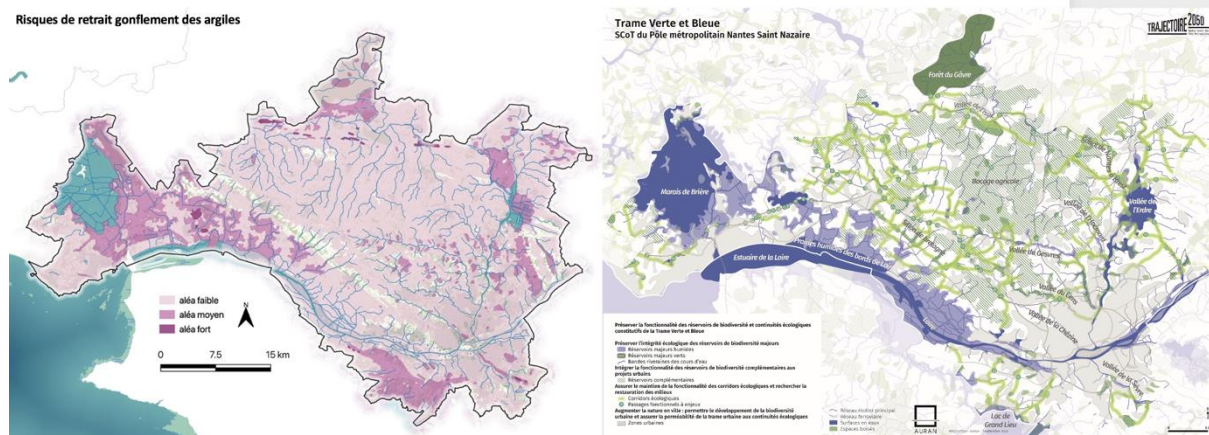 Risques de retrait gonflement des argiles
aléa faible
aléa moyen
aléa fort
N
0 7.5 15 km
Trame Verte et Bleue
SCoT du Pôle métropolitain Nantes Saint Nazaire
TRAJECTOIRE 2050
Forêt du Gâvre
Marais de Brière
Bocage agricole
Vallée de l'Erdre
Vallée de Gesvres
Vallée du Cens
Vallée de la Chézine
Vallée de la Sèvre
Prairies humides des bords de Loire
Estuaire de la Loire
Lac de Grand Lieu
Préserver la fonctionnalité des réservoirs de biodiversité et continuités écologiques
constitutifs de la Trame Verte et Bleue
Préserver l'intégrité écologique des réservoirs de biodiversité majeurs
Réservoirs majeurs humides
Réservoirs majeurs verts
Bandes riveraines des cours d'eau
Intégrer la fonctionnalité des réservoirs de biodiversité complémentaires aux
projets urbains
Réservoirs complémentaires
Assurer le maintien de la fonctionnalité des corridors écologiques et rechercher la
restauration des milieux
Corridors écologiques
Passages fonctionnels à enjeux
Augmenter la nature en ville : permettre le développement de la biodiversité
urbaine et assurer la perméabilité de la trame urbaine aux continuités écologiques
Zones urbaines
Réseau routier principal
Réseau ferroviaire
Surfaces en eaux
Espaces boisés
AURAN